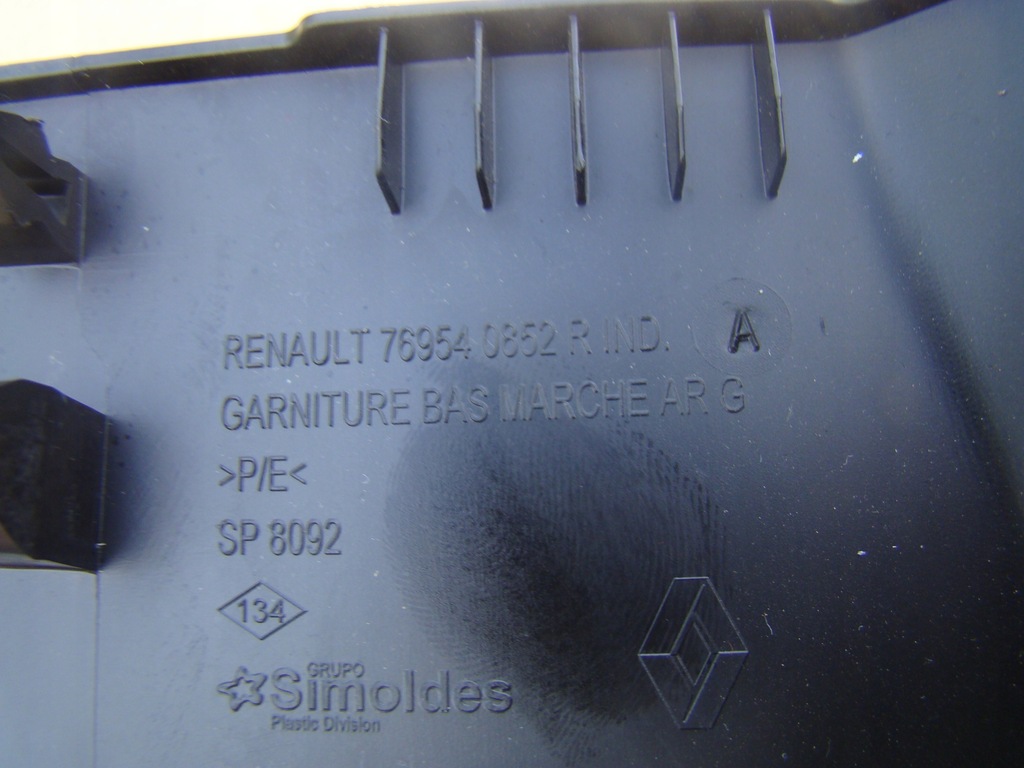 RENAULT 76954 0852 R IND. A
GARNITURE BAS MARCHE AR G
>P/E<
SP 8092
134
GRUPO
Simoldes
Plastic Division